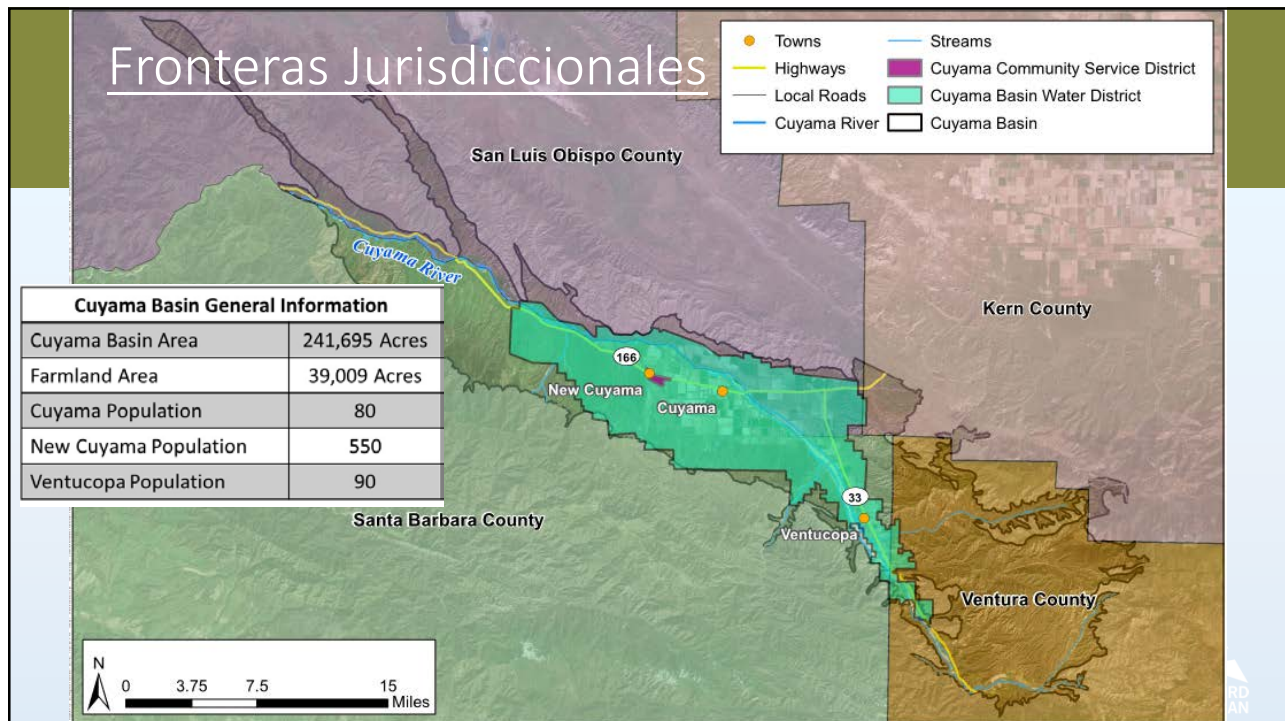 Fronteras Jurisdiccionales
Towns
Highways
Local Roads
Cuyama River
Streams
Cuyama Community Service District
Cuyama Basin Water District
Cuyama Basin
San Luis Obispo County
Cuyama River
Kern County
Cuyama Basin General Information
Cuyama Basin Area 241,695 Acres
Farmland Area 39,009 Acres
Cuyama Population 80
New Cuyama Population 550
Ventucopa Population 90
166
New Cuyama
Cuyama
33
Santa Barbara County
Ventucopa
Ventura County
N
0 3.75 7.5 15
Miles
RD
AN